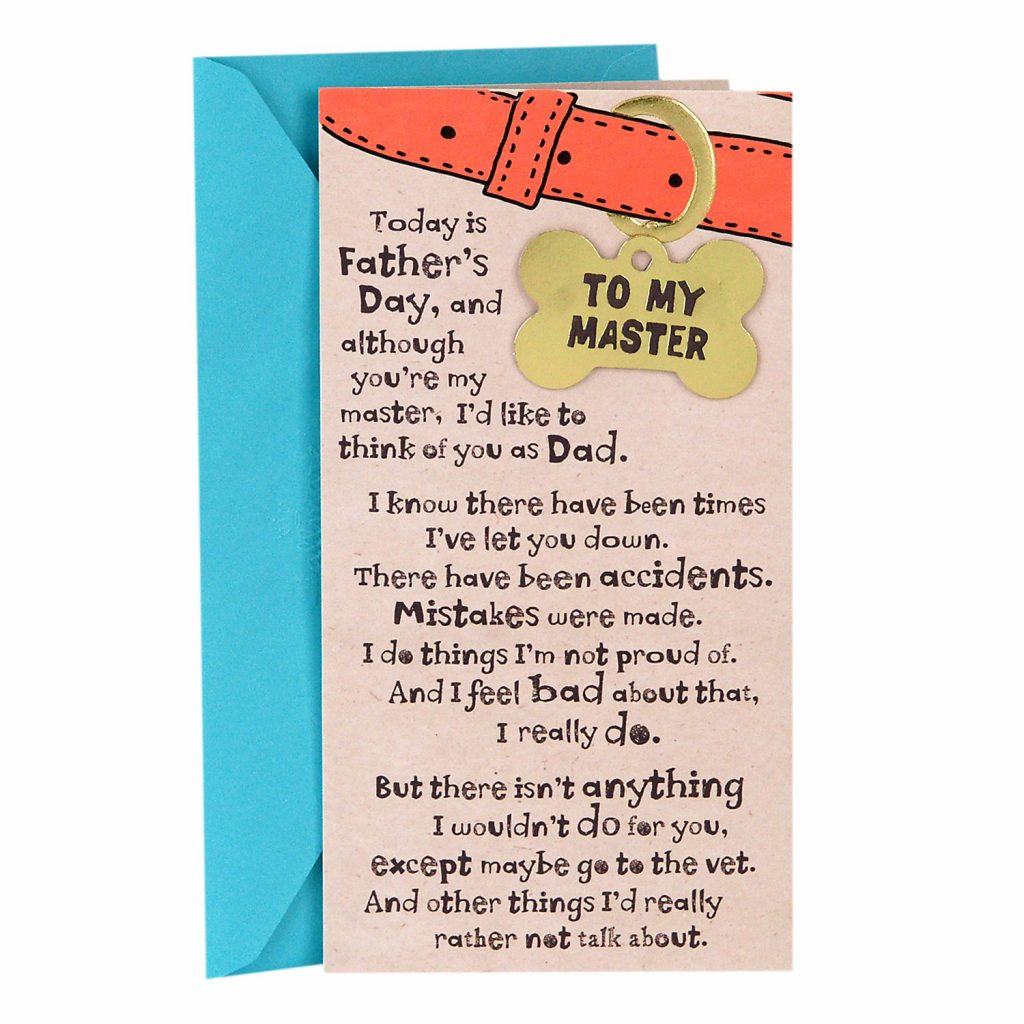 TO MY
MASTER
Today is
Father's
Day, and
although
you're my
master, I'd like to
think of you as Dad.
I know there have been times
I've let you down.
There have been accidents.
Mistakes were made.
I do things I'm not proud of.
And I feel bad about that,
I really do.
But there isn't anything
I wouldn't do for you,
except maybe go to the vet.
And other things I'd really
rather not talk about.